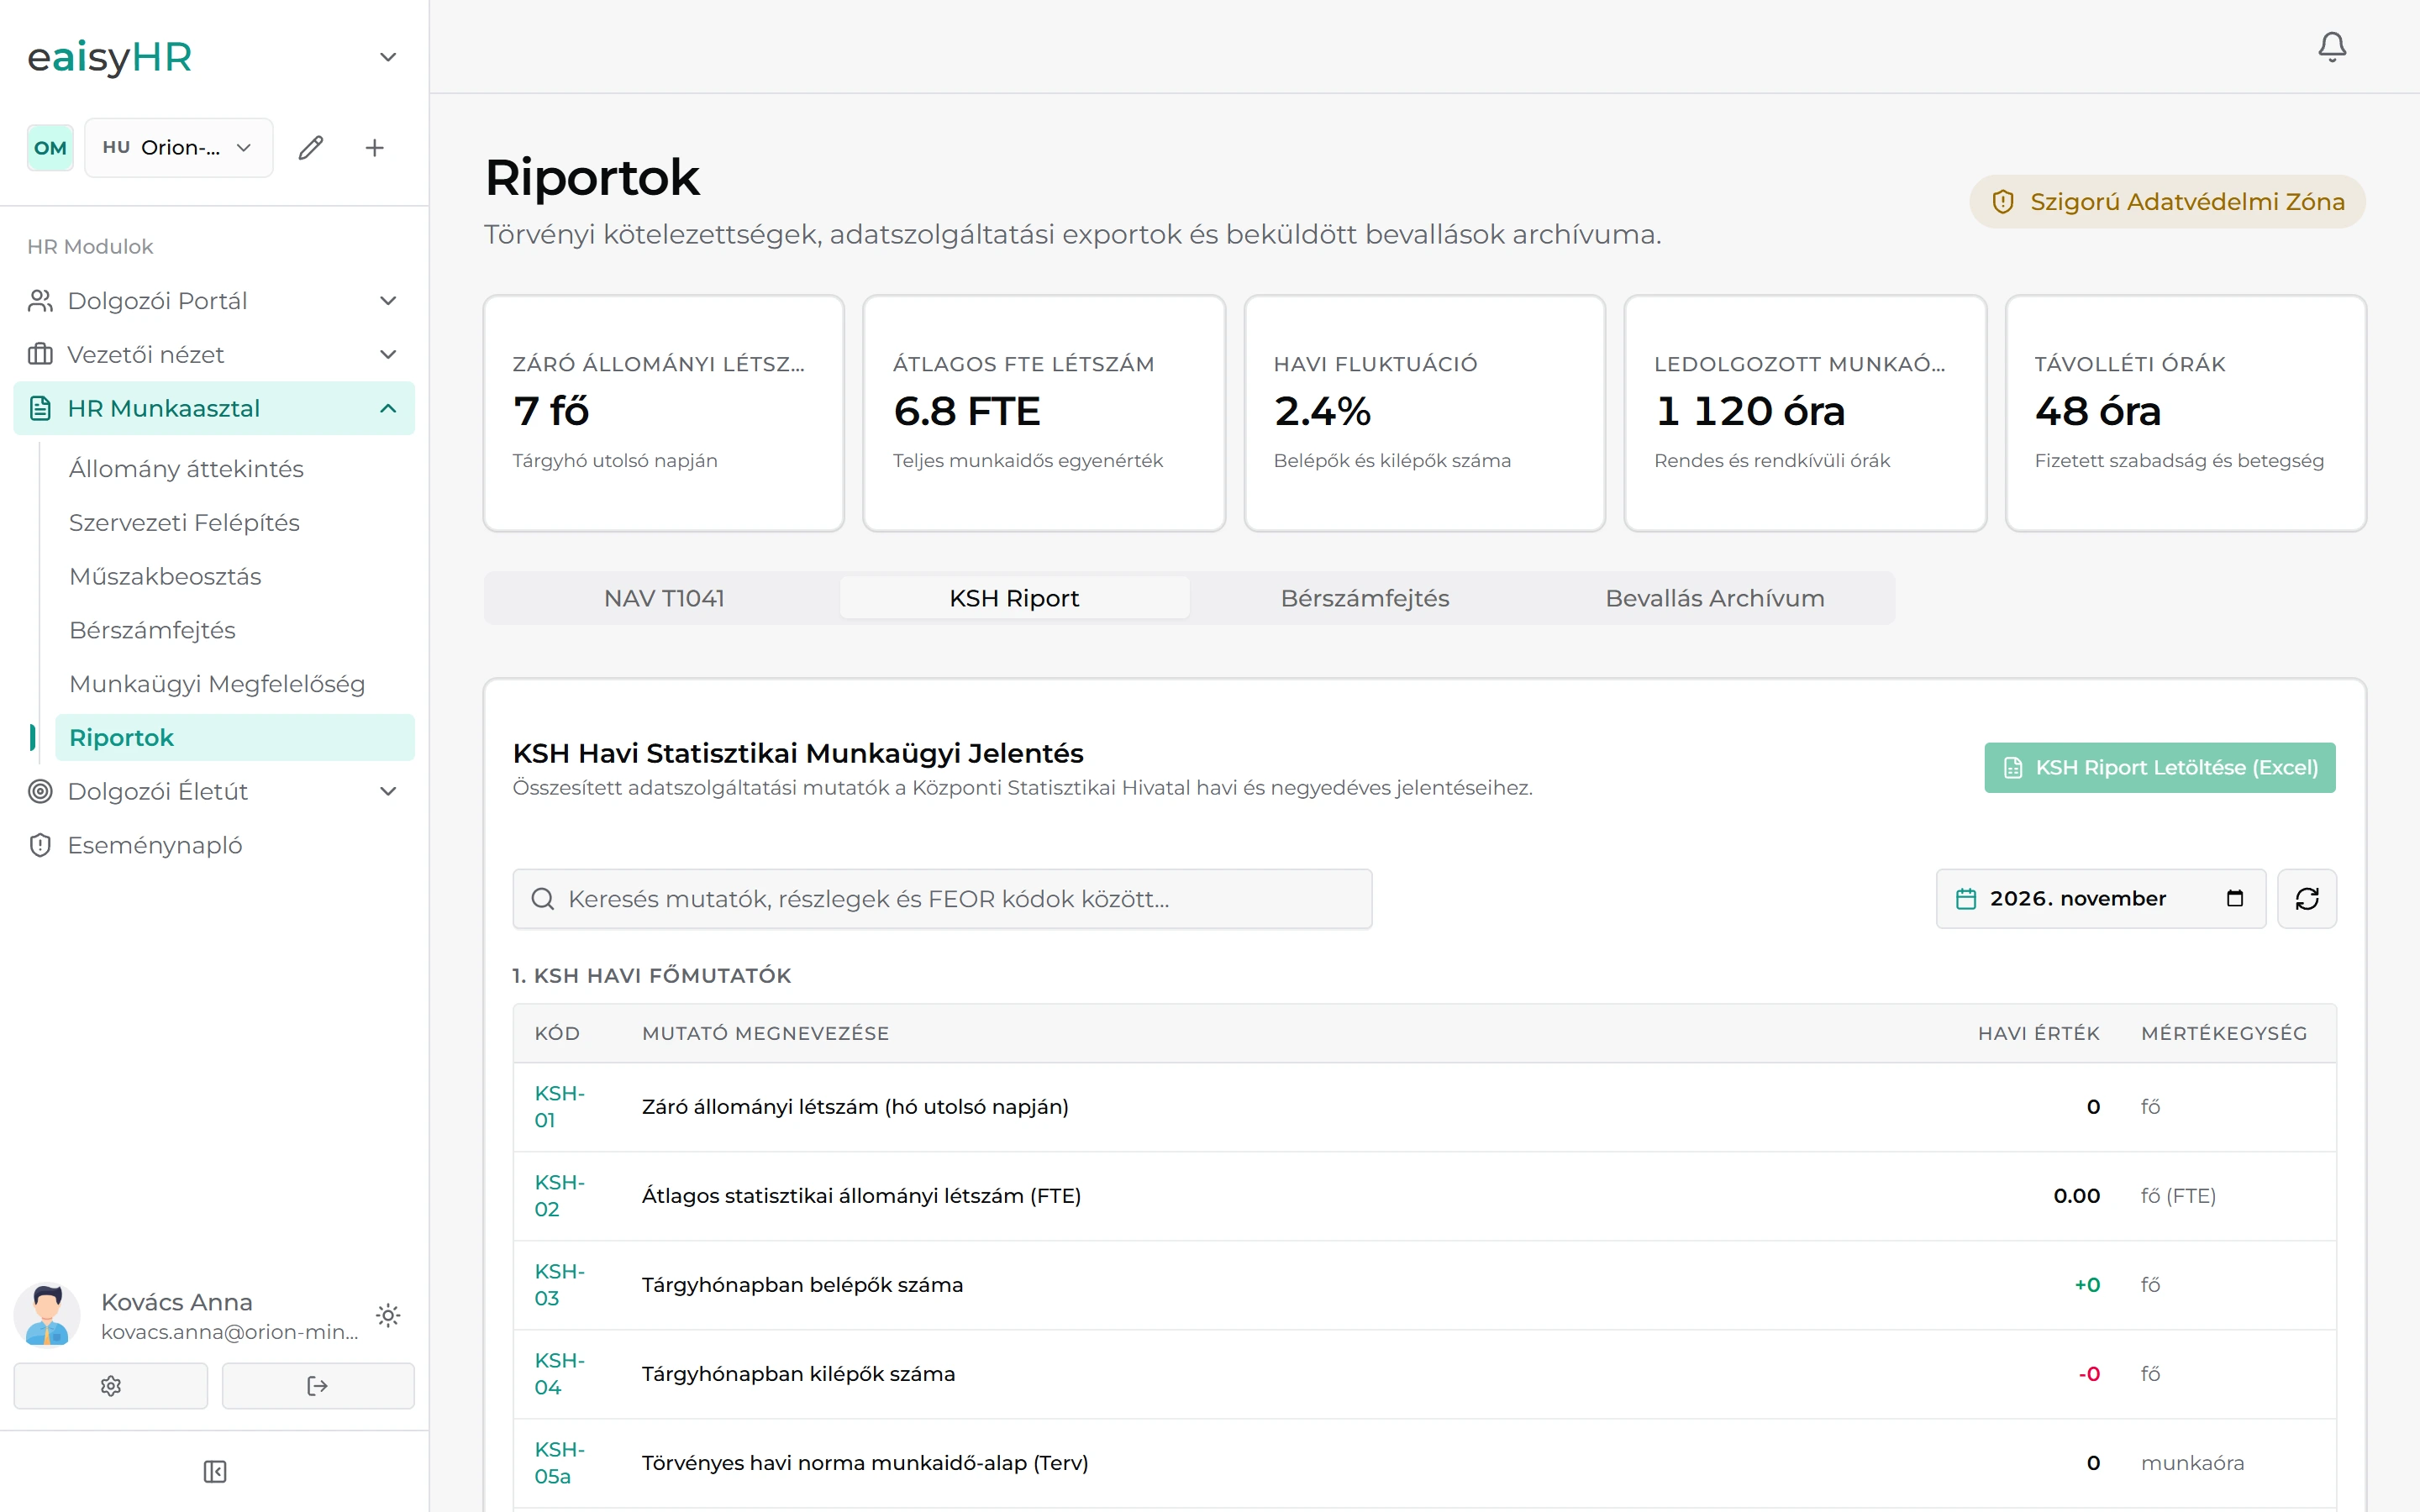 eaisyHR
OM
HU Orion-...
HR Modulok
Dolgozói Portál
Vezetői nézet
HR Munkaasztal
Állomány áttekintés
Szervezeti Felépítés
Műszakbeosztás
Bérszámfejtés
Munkaügyi Megfelelőség
Riportok
Dolgozói Életút
Eseménynapló
Kovács Anna
kovacs.anna@orion-min...
Riportok
Törvényi kötelezettségek, adatszolgáltatási exportok és beküldött bevallások archívuma.
Szigorú Adatvédelmi Zóna
ZÁRÓ ÁLLOMÁNYI LÉTSZ...
7 fő
Tárgyhó utolsó napján
ÁTLAGOS FTE LÉTSZÁM
6.8 FTE
Teljes munkaidős egyenérték
HAVI FLUKTUÁCIÓ
2.4%
Belépők és kilépők száma
LEDOLGOZOTT MUNKAÓ...
1 120 óra
Rendes és rendkívüli órák
TÁVOLLÉTI ÓRÁK
48 óra
Fizetett szabadság és betegség
NAV T1041
KSH Riport
Bérszámfejtés
Bevallás Archívum
KSH Havi Statisztikai Munkaügyi Jelentés
Összesített adatszolgáltatási mutatók a Központi Statisztikai Hivatal havi és negyedéves jelentéseihez.
KSH Riport Letöltése (Excel)
Keresés mutatók, részlegek és FEOR kódok között...
2026. november
1. KSH HAVI FŐMUTATÓK
KÓD MUTATÓ MEGNEVEZÉSE HAVI ÉRTÉK MÉRTÉKEGYSÉG
KSH-
01
Záró állományi létszám (hó utolsó napján) 0 fő
KSH-
02
Átlagos statisztikai állományi létszám (FTE) 0.00 fő (FTE)
KSH-
03
Tárgyhónapban belépők száma +0 fő
KSH-
04
Tárgyhónapban kilépők száma -0 fő
KSH-
05a
Törvényes havi norma munkaidő-alap (Terv) 0 munkaóra